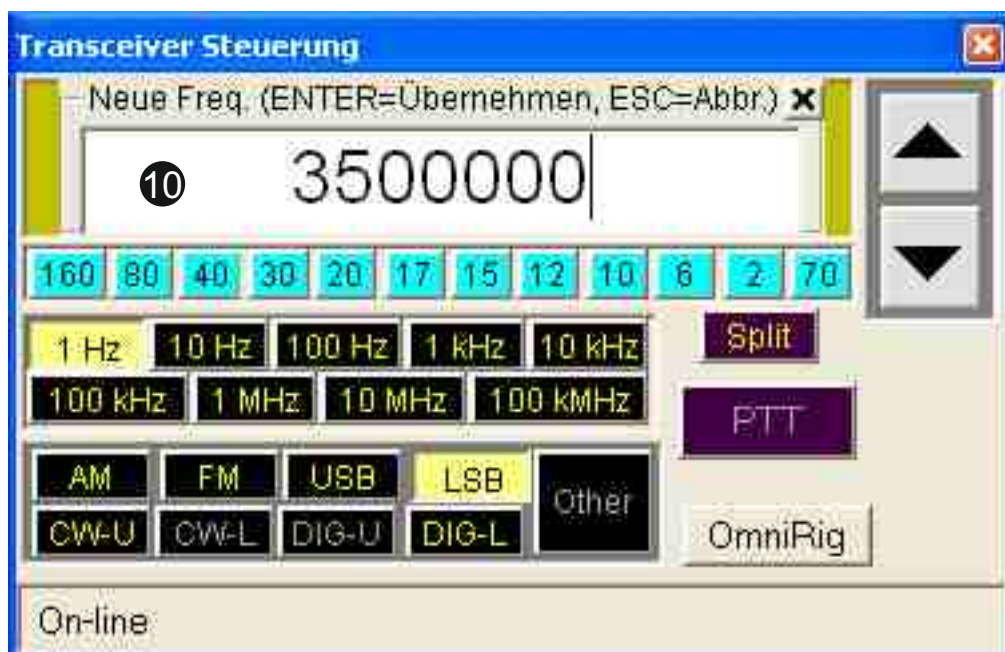 Transceiver Steuerung
Neue Freq. (ENTER=Übernehmen, ESC=Abbr.)
10 3500000
160 80 40 30 20 17 15 12 10 6 2 70
1 Hz 10 Hz 100 Hz 1 kHz 10 kHz Split
100 kHz 1 MHz 10 MHz 100 kMHz PTT
AM FM USB LSB Other
CW-U CW-L DIG-U DIG-L OmniRig
On-line